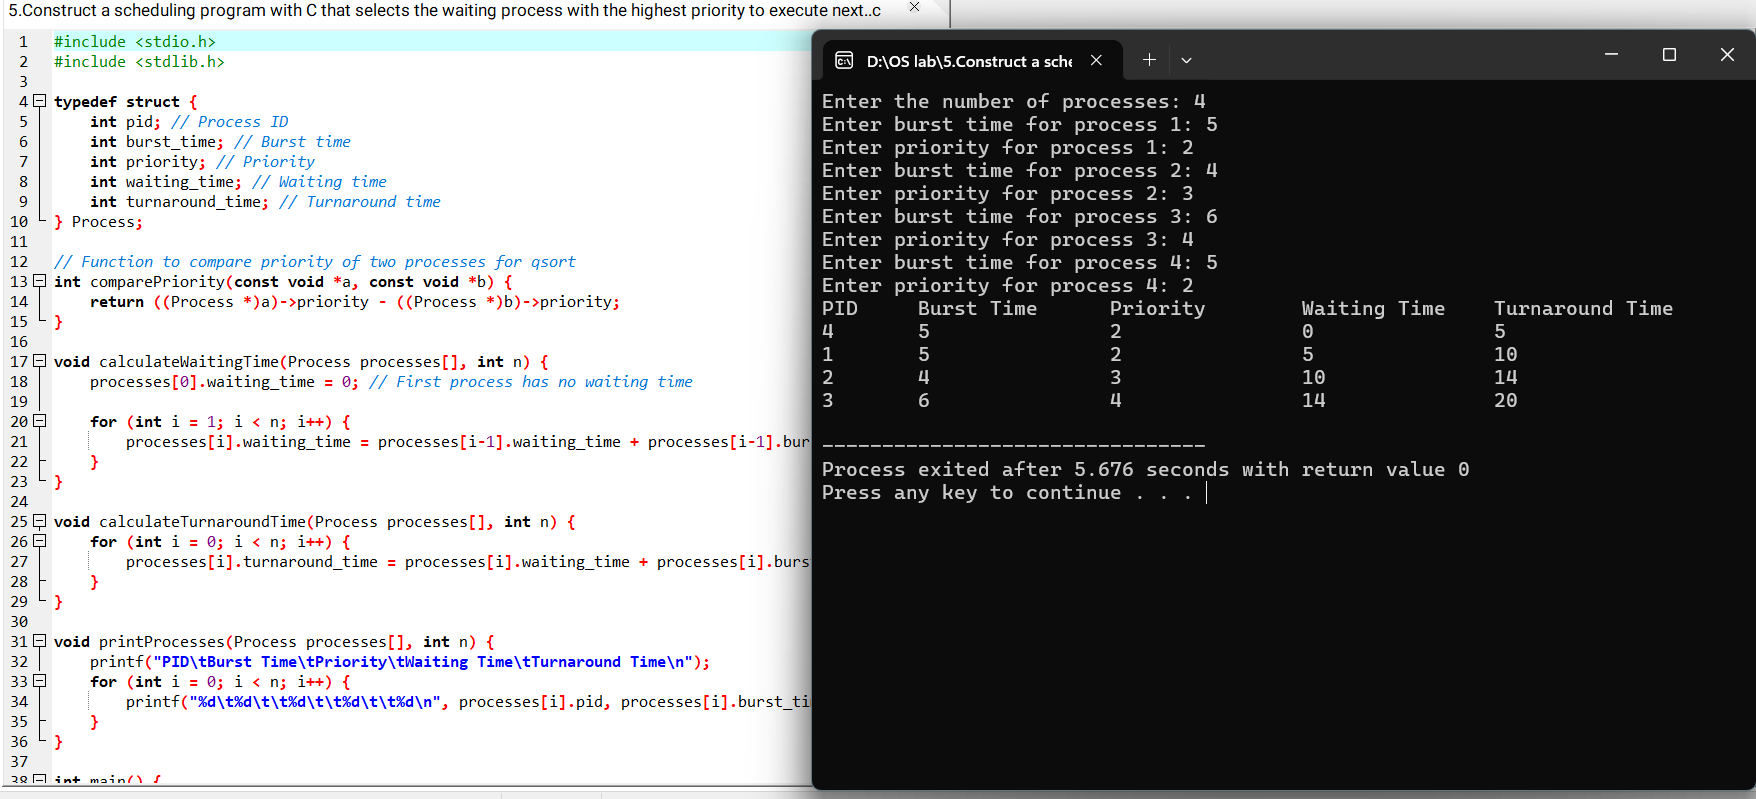 5.Construct a scheduling program with C that selects the waiting process with the highest priority to execute next..c
1 #include <stdio.h>
2 #include <stdlib.h>
3
4 typedef struct {
5 int pid; // Process ID
6 int burst_time; // Burst time
7 int priority; // Priority
8 int waiting_time; // Waiting time
9 int turnaround_time; // Turnaround time
10 } Process;
11
12 // Function to compare priority of two processes for qsort
13 int comparePriority(const void *a, const void *b) {
14 return ((Process *)a)->priority - ((Process *)b)->priority;
15 }
16
17 void calculateWaitingTime(Process processes[], int n) {
18 processes[0].waiting_time = 0; // First process has no waiting time
19
20 for (int i = 1; i < n; i++) {
21 processes[i].waiting_time = processes[i-1].waiting_time + processes[i-1].bur
22 }
23 }
24
25 void calculateTurnaroundTime(Process processes[], int n) {
26 for (int i = 0; i < n; i++) {
27 processes[i].turnaround_time = processes[i].waiting_time + processes[i].burs
28 }
29 }
30
31 void printProcesses(Process processes[], int n) {
32 printf("PID\tBurst Time\tPriority\tWaiting Time\tTurnaround Time\n");
33 for (int i = 0; i < n; i++) {
34 printf("%d\t%d\t\t%d\t\t%d\t\t%d\n", processes[i].pid, processes[i].burst_ti
35 }
36 }
37
38 int main() {
D:\OS lab\5.Construct a sche
Enter the number of processes: 4
Enter burst time for process 1: 5
Enter priority for process 1: 2
Enter burst time for process 2: 4
Enter priority for process 2: 3
Enter burst time for process 3: 6
Enter priority for process 3: 4
Enter burst time for process 4: 5
Enter priority for process 4: 2
PID Burst Time Priority Waiting Time Turnaround Time
4 5 2 0 5
1 5 2 5 10
2 4 3 10 14
3 6 4 14 20
--------------------------------
Process exited after 5.676 seconds with return value 0
Press any key to continue . . .